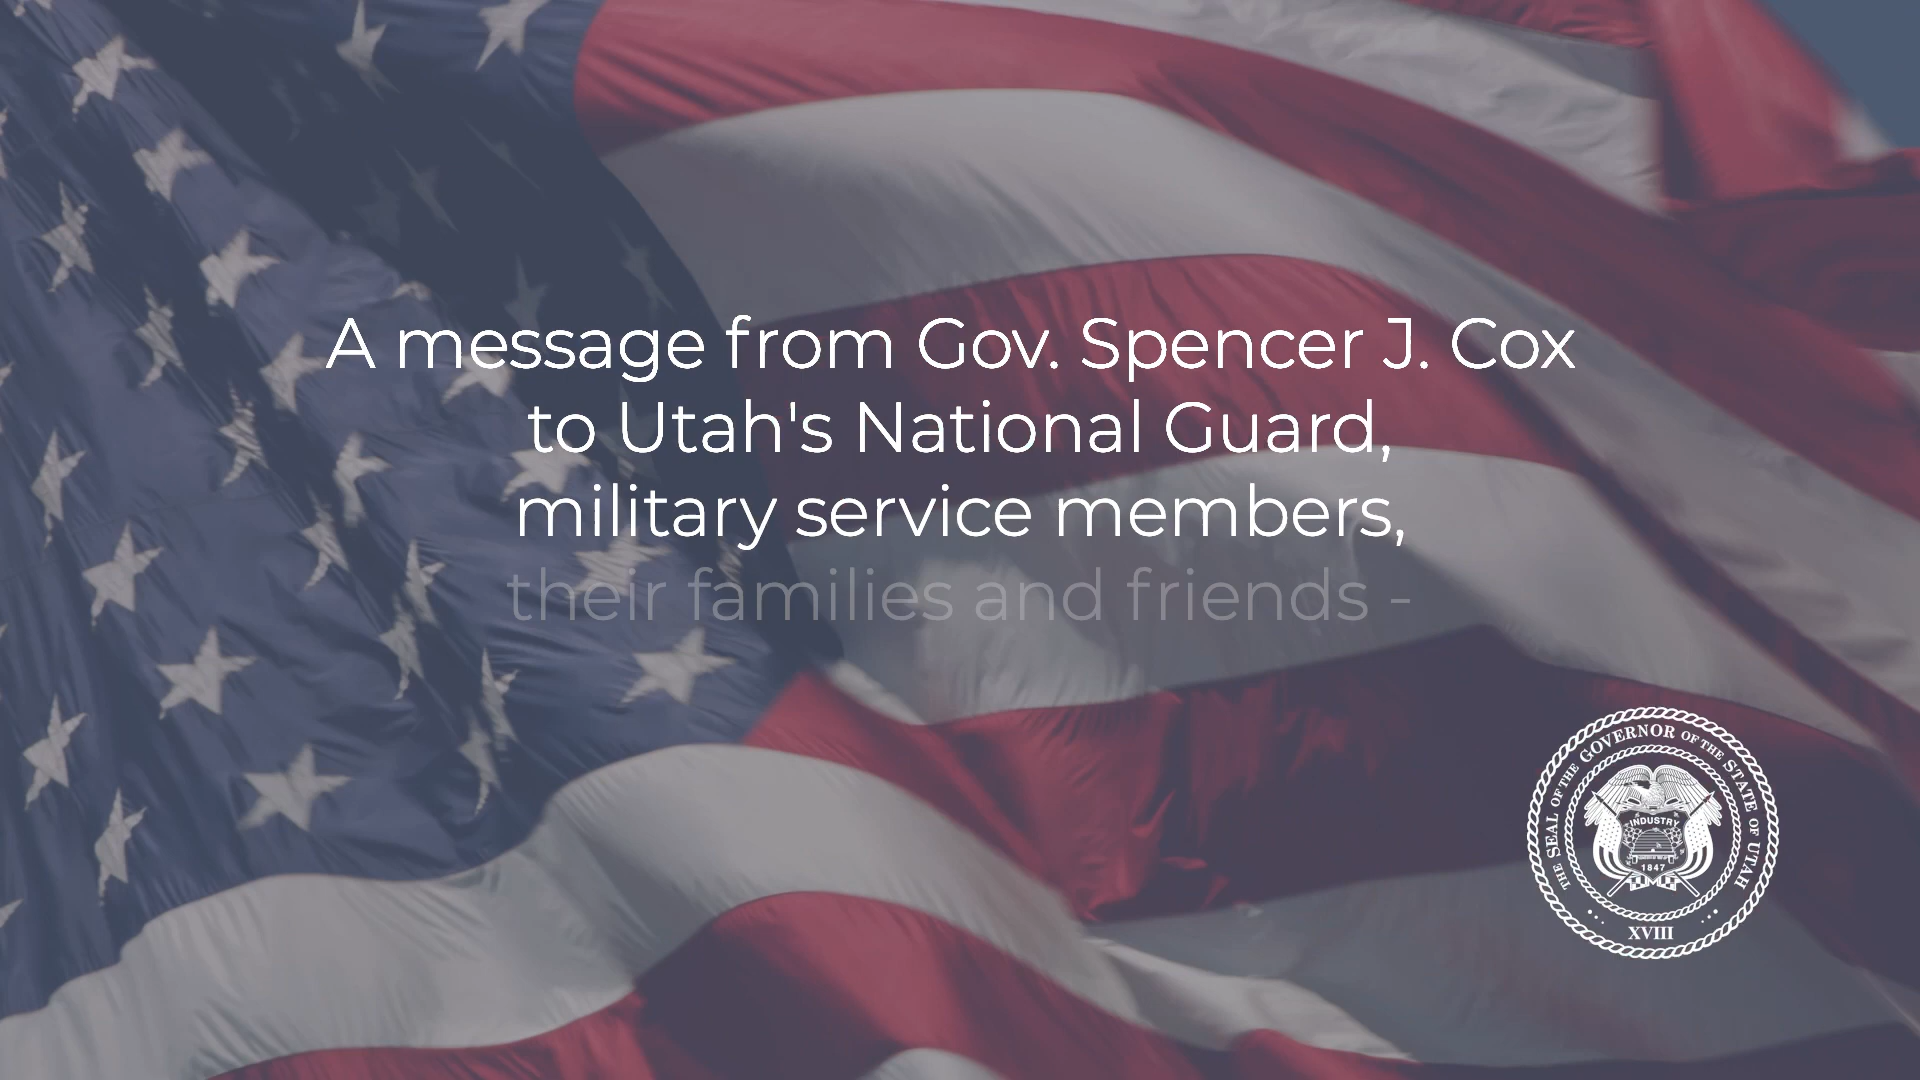 A message from Gov. Spencer J. Cox
to Utah's National Guard,
military service members,
their families and friends -
THE SEAL OF THE GOVERNOR OF THE STATE OF UTAH
INDUSTRY
1847
XVIII